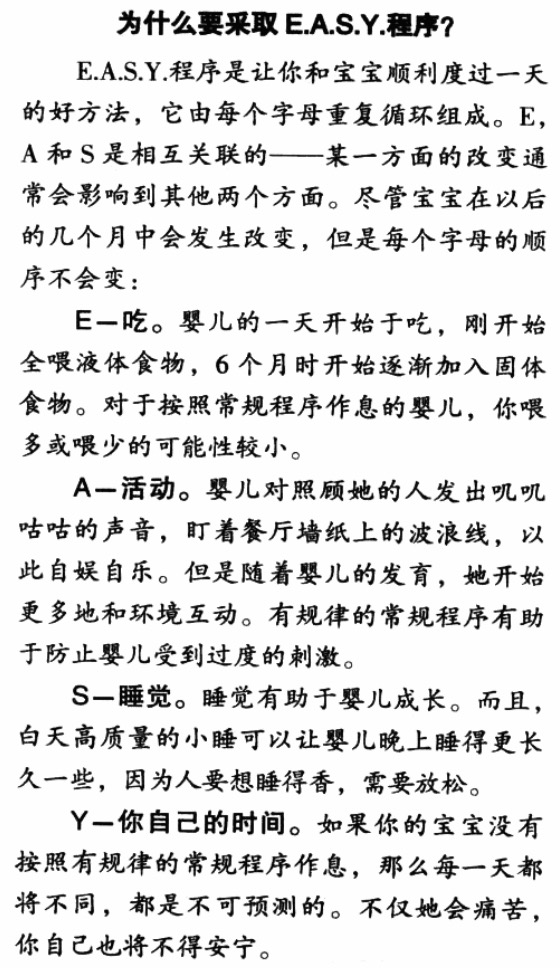 为什么要采取 E.A.S.Y.程序?
E.A.S.Y.程序是让你和宝宝顺利度过一天
的好方法，它由每个字母重复循环组成。E，
A 和 S 是相互关联的——某一方面的改变通
常会影响到其他两个方面。尽管宝宝在以后
的几个月中会发生改变，但是每个字母的顺
序不会变：
E—吃。婴儿的一天开始于吃，刚开始
全喂液体食物，6 个月时开始逐渐加入固体
食物。对于按照常规程序作息的婴儿，你喂
多或喂少的可能性较小。
A—活动。婴儿对照顾她的人发出叽叽
咕咕的声音，盯着餐厅墙纸上的波浪线，以
此自娱自乐。但是随着婴儿的发育，她开始
更多地和环境互动。有规律的常规程序有助
于防止婴儿受到过度的刺激。
S—睡觉。睡觉有助于婴儿成长。而且，
白天高质量的小睡可以让婴儿晚上睡得更长
久一些，因为人要想睡得香，需要放松。
Y—你自己的时间。如果你的宝宝没有
按照有规律的常规程序作息，那么每一天都
将不同，都是不可预测的。不仅她会痛苦，
你自己也将不得安宁。